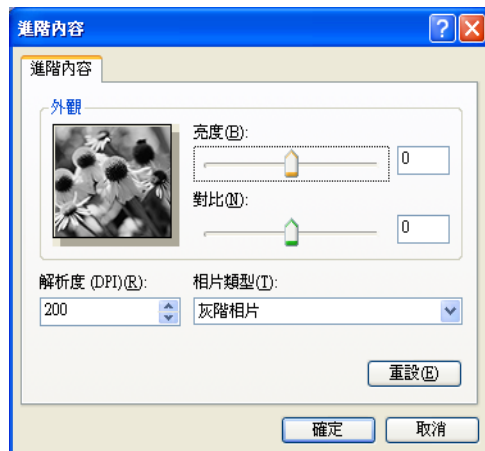 進階內容
進階內容
外觀
亮度(B):
0
對比(N):
0
解析度 (DPI)(R):
相片類型(T):
200
灰階相片
重設(E)
確定
取消